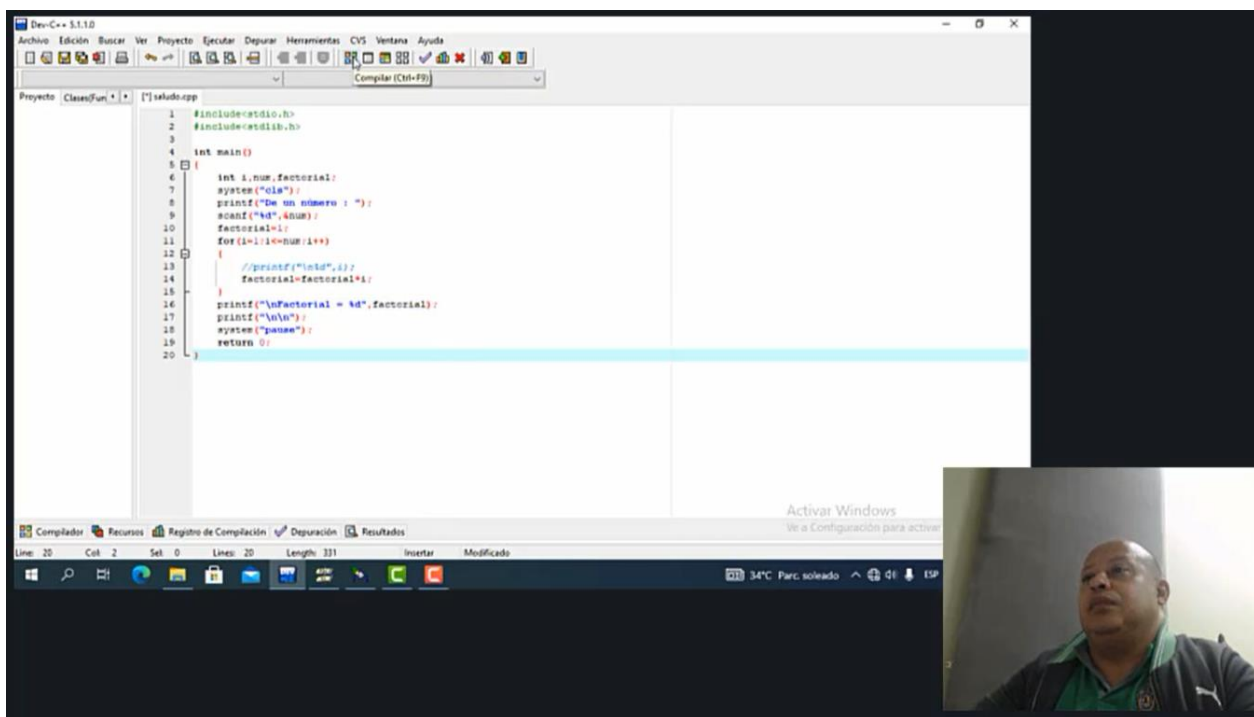 Dev-C++ 5.1.1.0
Archivo Edición Buscar Ver Proyecto Ejecutar Depurar Herramientas CVS Ventana Ayuda
Compilar (Ctrl+F9)
Proyecto Clases(Fun [*] saludo.cpp
1 #include<stdio.h>
2 #include<stdlib.h>
3
4 int main()
5 {
6 int i,num,factorial;
7 system("cls");
8 printf("De un número : ");
9 scanf("%d",&num);
10 factorial=1;
11 for(i=1;i<=num;i++)
12 {
13 //printf("\n%d",i);
14 factorial=factorial*i;
15 }
16 printf("\nFactorial = %d",factorial);
17 printf("\n\n");
18 system("pause");
19 return 0;
20 }
Activar Windows
Ve a Configuración para activar
Compilador Recursos Registro de Compilación Depuración Resultados
Line: 20 Col: 2 Sel: 0 Lines: 20 Length: 331 Insertar Modificado
34°C Parc. soleado ESP